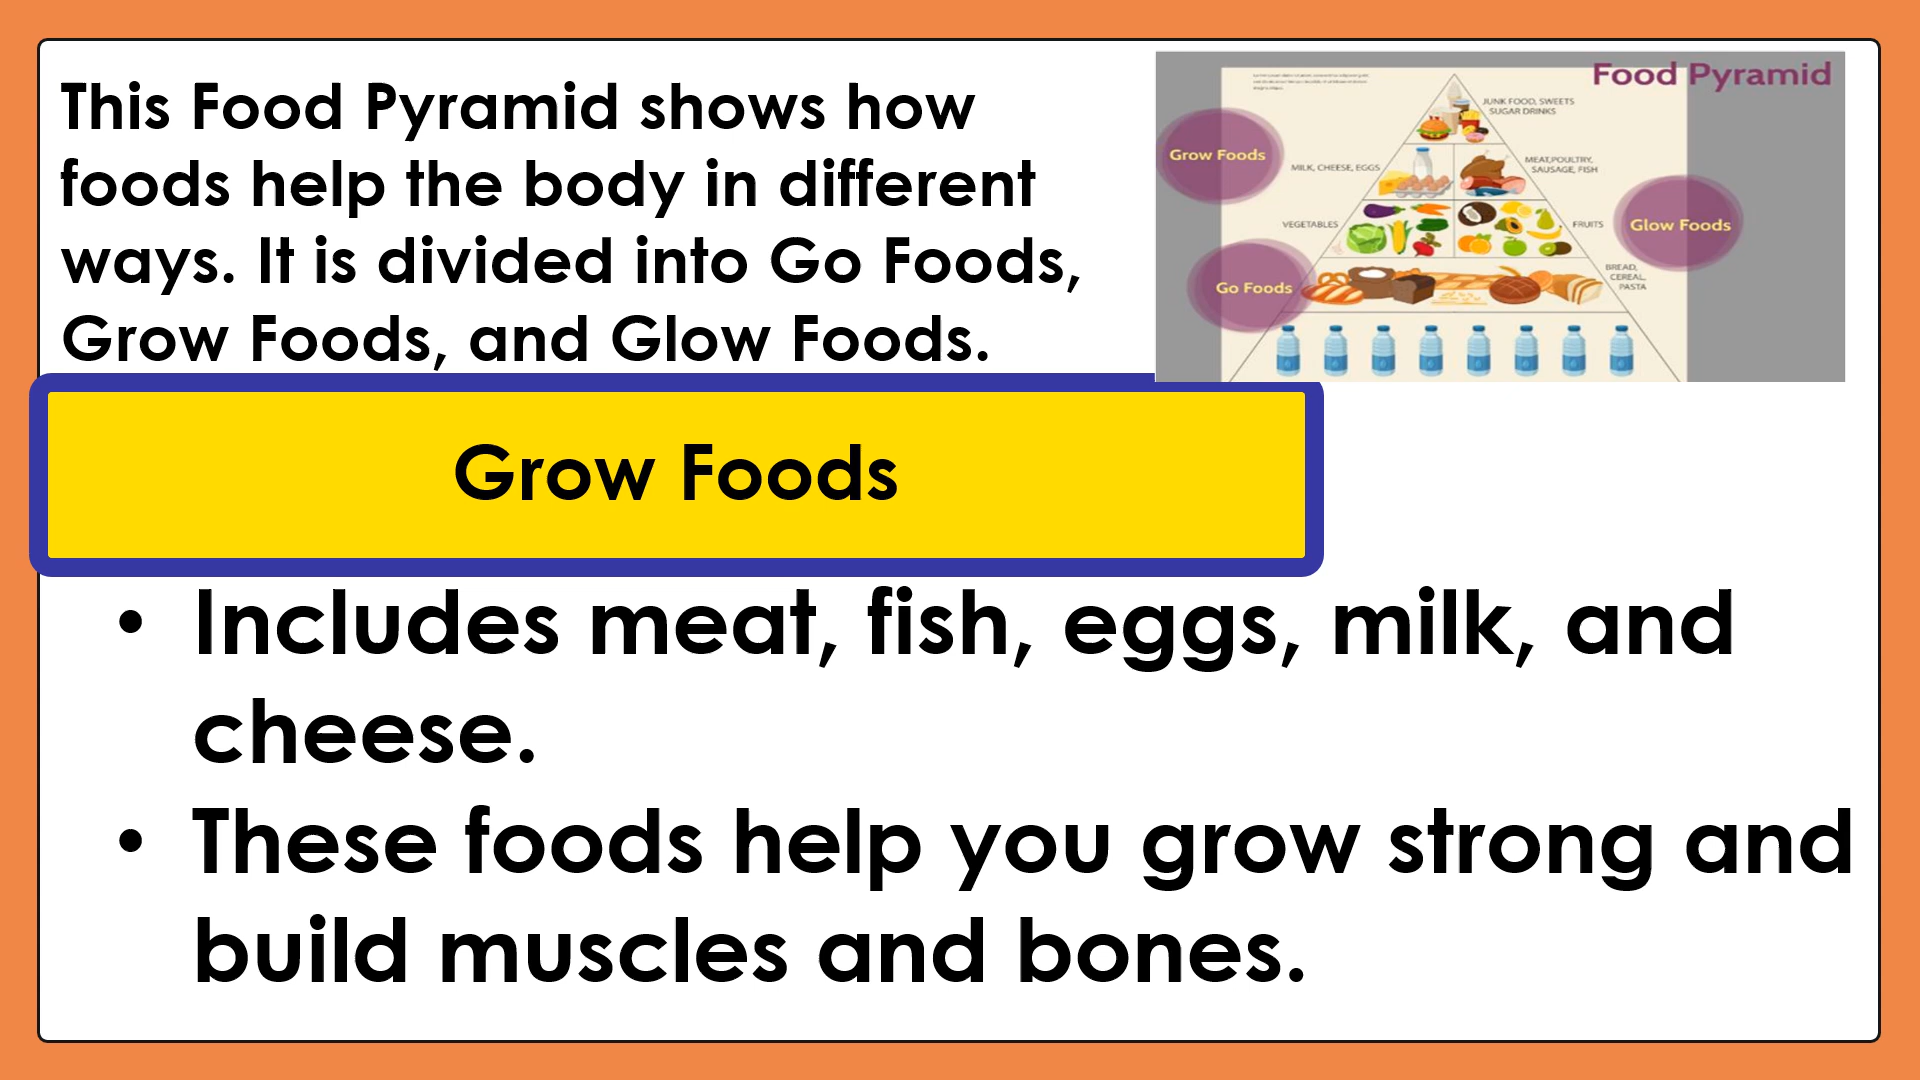 This Food Pyramid shows how
foods help the body in different
ways. It is divided into Go Foods,
Grow Foods, and Glow Foods.
Food Pyramid
JUNK FOOD, SWEETS
SUGAR DRINKS
Grow Foods
MILK, CHEESE, EGGS
MEAT,POULTRY,
SAUSAGE, FISH
VEGETABLES
FRUITS
Glow Foods
BREAD,
CEREAL,
PASTA
Go Foods
Grow Foods
• Includes meat, fish, eggs, milk, and
cheese.
• These foods help you grow strong and
build muscles and bones.